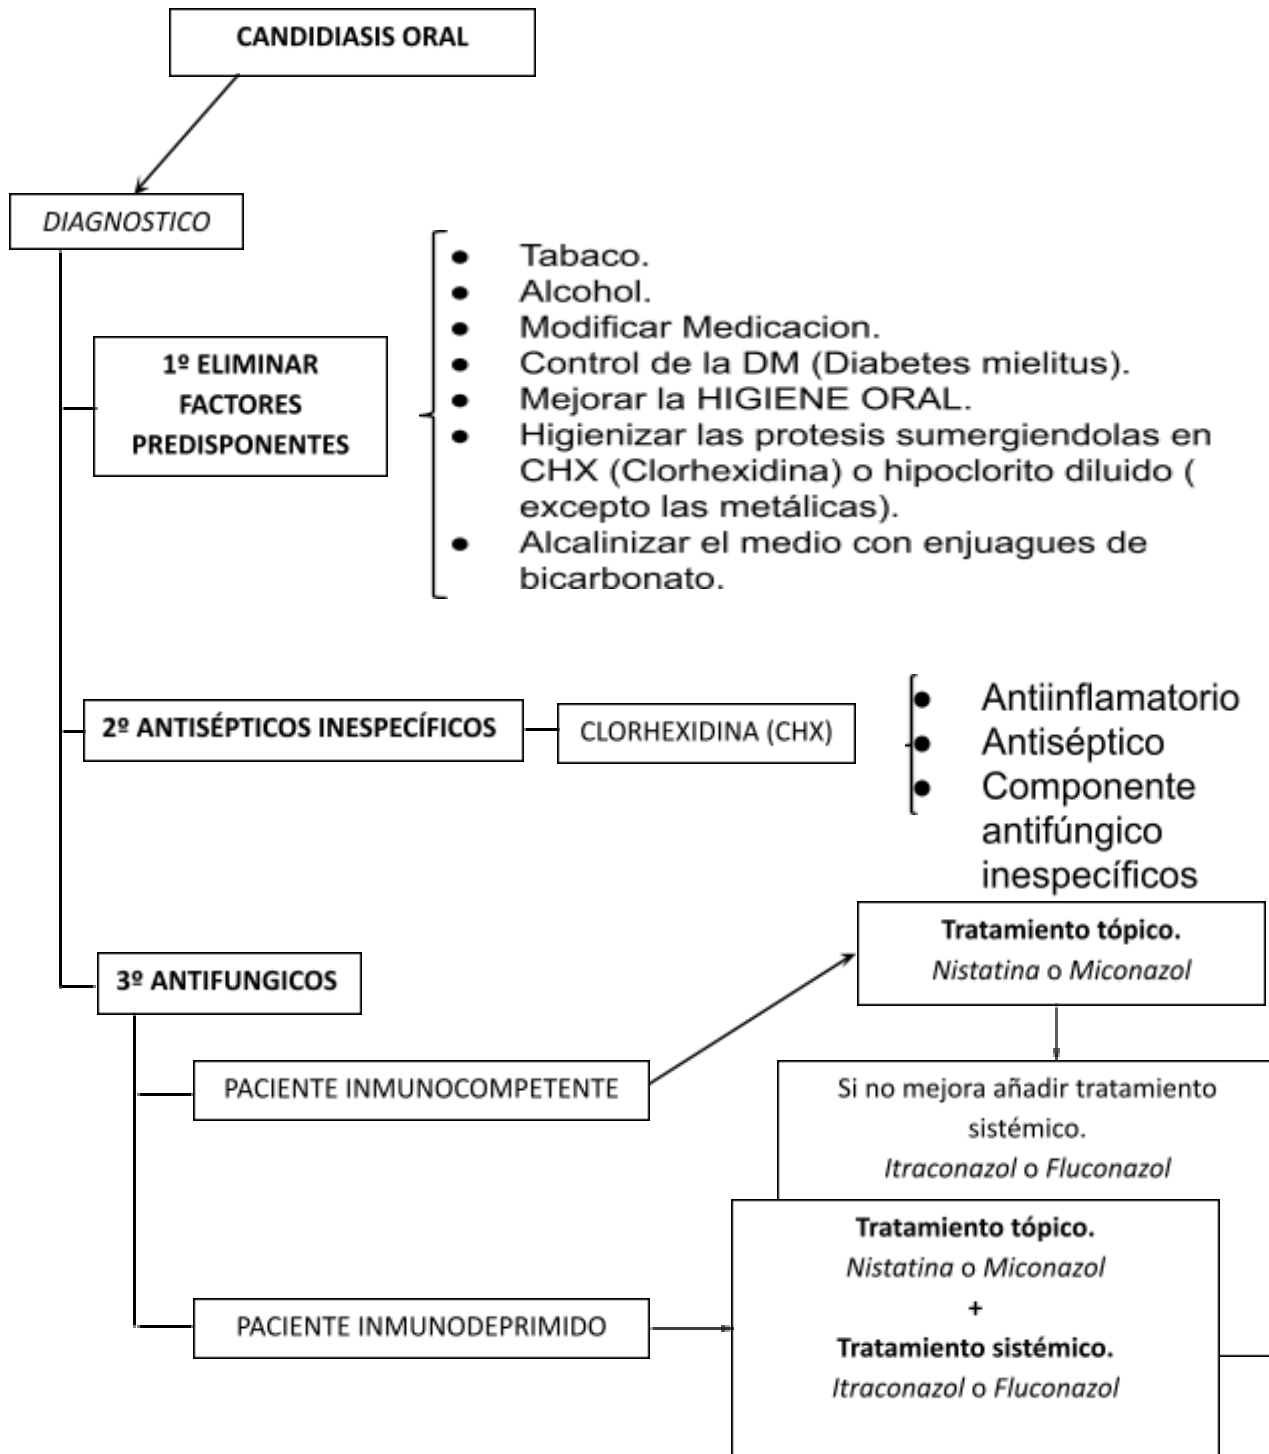 CANDIDIASIS ORAL
DIAGNOSTICO
1º ELIMINAR
FACTORES
PREDISPONENTES
● Tabaco.
● Alcohol.
● Modificar Medicacion.
● Control de la DM (Diabetes mielitus).
● Mejorar la HIGIENE ORAL.
● Higienizar las protesis sumergiendolas en
CHX (Clorhexidina) o hipoclorito diluido (
excepto las metálicas).
● Alcalinizar el medio con enjuagues de
bicarbonato.
2º ANTISÉPTICOS INESPECÍFICOS
CLORHEXIDINA (CHX)
● Antiinflamatorio
● Antiséptico
● Componente
antifúngico
inespecíficos
3º ANTIFUNGICOS
PACIENTE INMUNOCOMPETENTE
Tratamiento tópico.
Nistatina o Miconazol
Si no mejora añadir tratamiento
sistémico.
Itraconazol o Fluconazol
PACIENTE INMUNODEPRIMIDO
Tratamiento tópico.
Nistatina o Miconazol
+
Tratamiento sistémico.
Itraconazol o Fluconazol